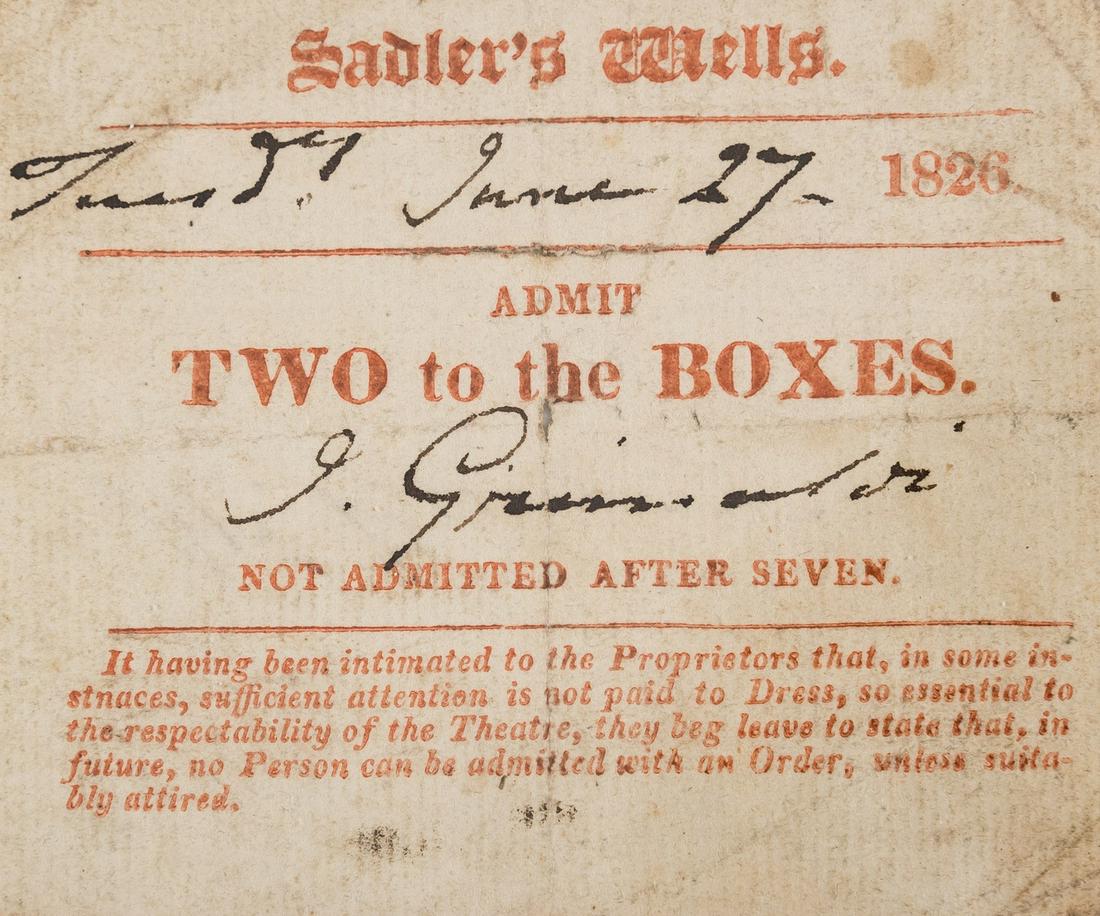 Sadler's Wells.
Tuesdy. June 27- 1826.
ADMIT
TWO to the BOXES.
J. Grimaldi
NOT ADMITTED AFTER SEVEN.
It having been intimated to the Proprietors that, in some in-
stnaces, sufficient attention is not paid to Dress, so essential to
the respectability of the Theatre, they beg leave to state that, in
future, no Person can be admitted with an Order, unless suita-
bly attired.